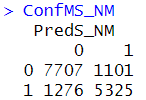 > ConfMS_NM
PredS_NM
0 1
0 7707 1101
1 1276 5325